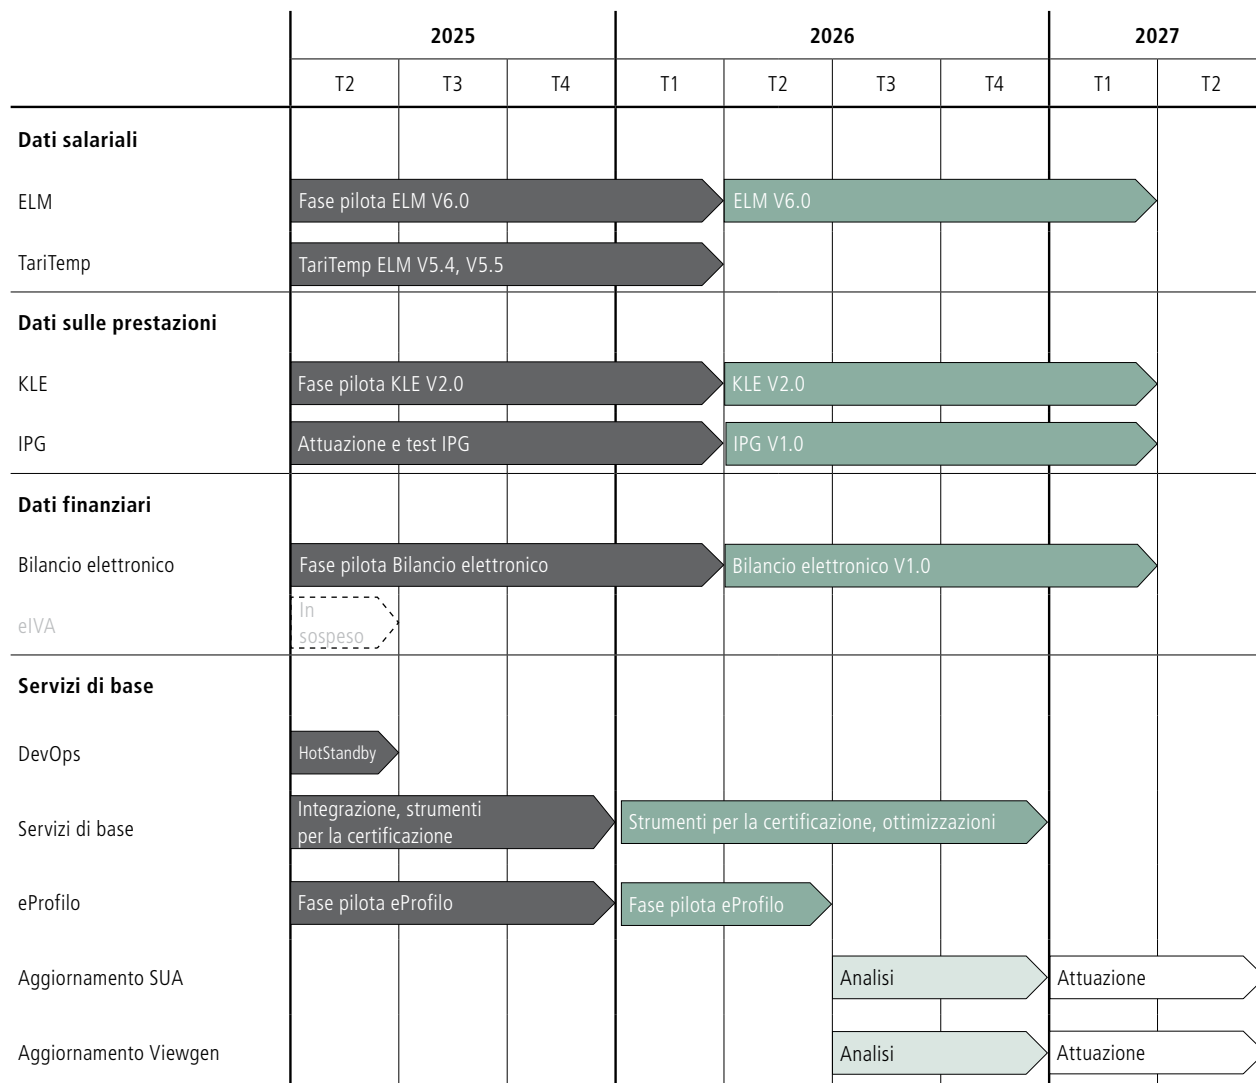 2025 2026 2027
T2 T3 T4 T1 T2 T3 T4 T1 T2
Dati salariali
ELM Fase pilota ELM V6.0 ELM V6.0
TariTemp TariTemp ELM V5.4, V5.5
Dati sulle prestazioni
KLE Fase pilota KLE V2.0 KLE V2.0
IPG Attuazione e test IPG IPG V1.0
Dati finanziari
Bilancio elettronico Fase pilota Bilancio elettronico Bilancio elettronico V1.0
eIVA In
sospeso
Servizi di base
DevOps HotStandby
Servizi di base Integrazione, strumenti
per la certificazione Strumenti per la certificazione, ottimizzazioni
eProfilo Fase pilota eProfilo Fase pilota eProfilo
Aggiornamento SUA Analisi Attuazione
Aggiornamento Viewgen Analisi Attuazione